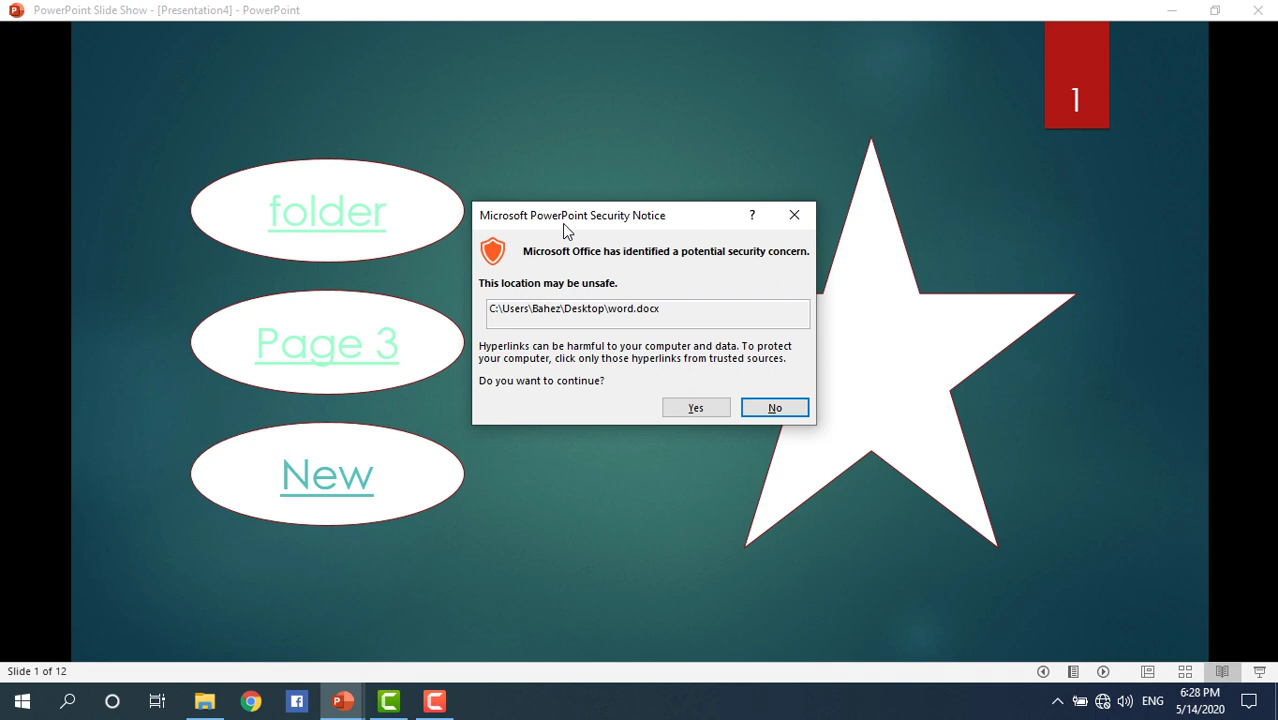 PowerPoint Slide Show - [Presentation4] - PowerPoint
1
folder
Page 3
New
Microsoft PowerPoint Security Notice
?
Microsoft Office has identified a potential security concern.
This location may be unsafe.
C:\Users\Bahez\Desktop\word.docx
Hyperlinks can be harmful to your computer and data. To protect
your computer, click only those hyperlinks from trusted sources.
Do you want to continue?
Yes
No
Slide 1 of 12
ENG
6:28 PM
5/14/2020